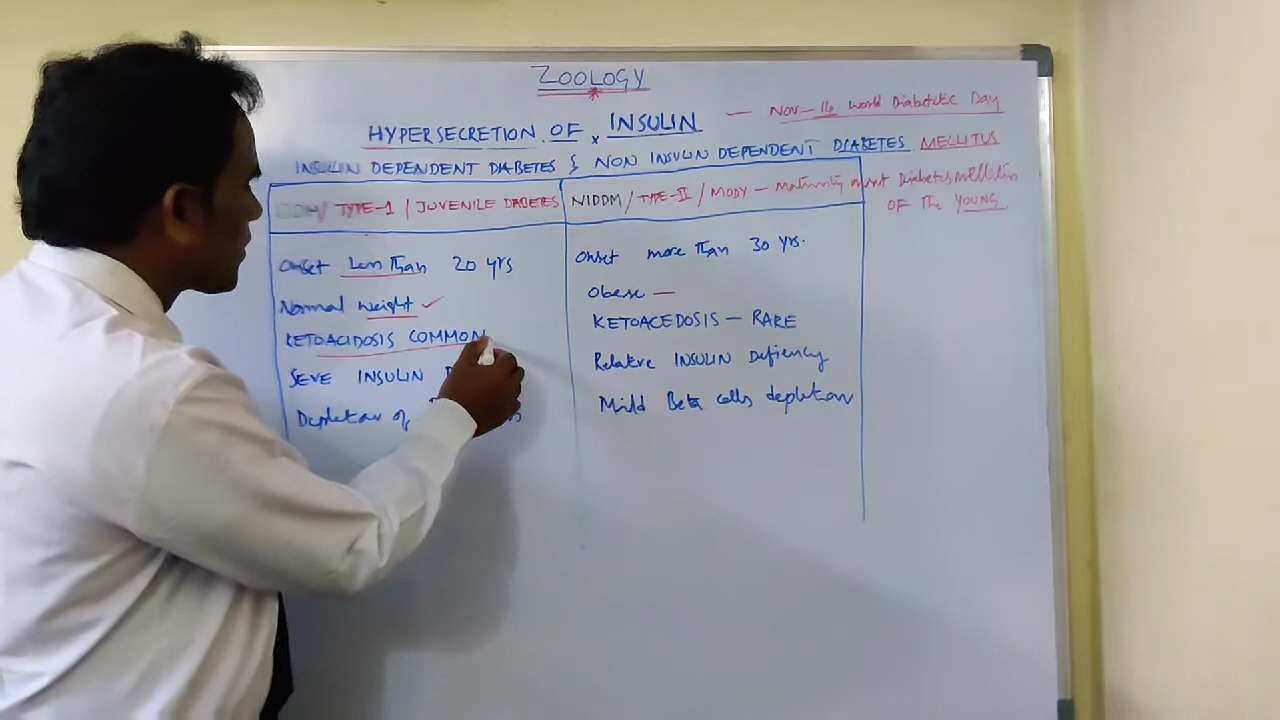 ZOOLOGY
HYPERSECRETION OF INSULIN — Nov-14 World Diabetetic Day
INSULIN DEPENDENT DIABETES & NON INSULIN DEPENDENT DIABETES MELLITUS
/ TYPE-1 / JUVENILE DABETES
NIDDM / TYPE-II / MODY — Maturity onset Diabetes mellitus
OF The YOUNG
Onset Less Than 20 yrs
Normal Weight ✓
KETOACIDOSIS COMMON
SEVE INSULIN
Depletion of
Onset more Than 30 yrs.
Obese —
KETOACEDOSIS — RARE
Relative INSULIN Deficiency
Mild Beta cells depletion